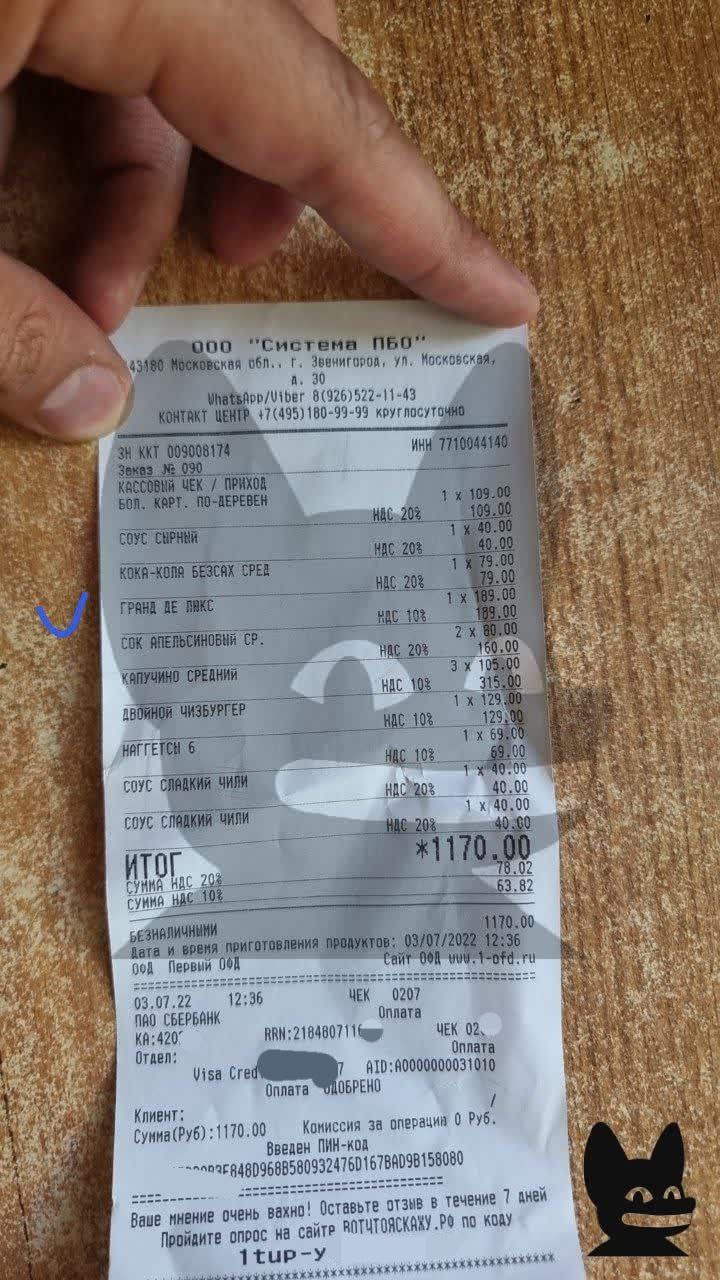 ООО "Система ПБО"
43180 Московская обл., г. Звенигород, ул. Московская,
д. 30
WhatsApp/Viber 8(926)522-11-43
КОНТАКТ ЦЕНТР +7(495)180-99-99 круглосуточно
ЗН ККТ 009008174 ИНН 7710044140
Заказ № 090
КАССОВЫЙ ЧЕК / ПРИХОД
БОЛ. КАРТ. ПО-ДЕРЕВЕН 1 x 109.00
НДС 20% 109.00
СОУС СЫРНЫЙ 1 x 40.00
НДС 20% 40.00
КОКА-КОЛА БЕЗСАХ СРЕД 1 x 79.00
НДС 20% 79.00
ГРАНД ДЕ ЛЮКС 1 x 189.00
НДС 10% 189.00
СОК АПЕЛЬСИНОВЫЙ СР. 2 x 80.00
НДС 20% 160.00
КАПУЧИНО СРЕДНИЙ 3 x 105.00
НДС 10% 315.00
ДВОЙНОЙ ЧИЗБУРГЕР 1 x 129.00
НДС 10% 129.00
НАГГЕТСЫ 6 1 x 69.00
НДС 10% 69.00
СОУС СЛАДКИЙ ЧИЛИ 1 x 40.00
НДС 20% 40.00
СОУС СЛАДКИЙ ЧИЛИ 1 x 40.00
НДС 20% 40.00
ИТОГ *1170.00
СУММА НДС 20% 78.02
СУММА НДС 10% 63.82
БЕЗНАЛИЧНЫМИ 1170.00
Дата и время приготовления продуктов: 03/07/2022 12:36
ОФД Первый ОФД Сайт ОФД www.1-ofd.ru
03.07.22 12:36 ЧЕК 0207
ПАО СБЕРБАНК Оплата
КА:420 RRN:218480711 ЧЕК 02
Отдел: Оплата
Visa Cred 7 AID:A0000000031010
Оплата ОДОБРЕНО
Клиент: /
Сумма(Руб):1170.00 Комиссия за операцию 0 Руб.
Введен ПИН-код
3E848D968B580932476D167BAD9B158080
Ваше мнение очень важно! Оставьте отзыв в течение 7 дней
Пройдите опрос на сайте ВОТЧТОЯСКАЖУ.РФ по коду
1tup-y